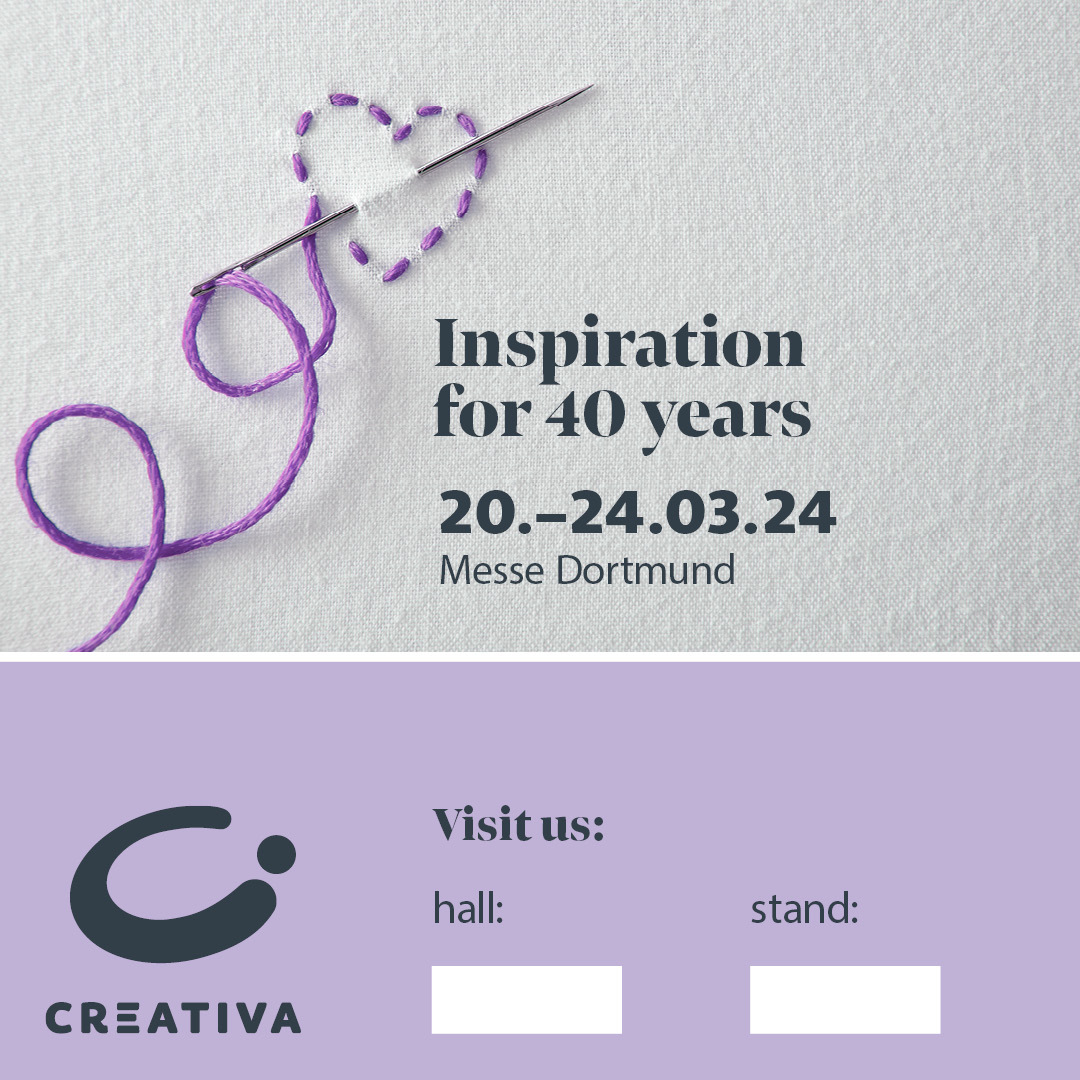 Inspiration
for 40 years
20.–24.03.24
Messe Dortmund
Visit us:
hall:
stand:
CREATIVA